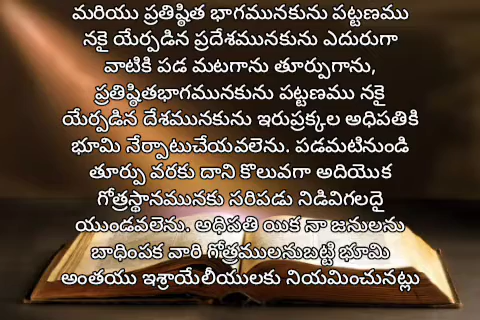 మరియు ప్రతిష్ఠిత భాగమునకును పట్టణము
నకై యేర్పడిన ప్రదేశమునకును ఎదురుగా
వాటికి పడ మటగాను తూర్పుగాను,
ప్రతిష్ఠితభాగమునకును పట్టణము నకై
యేర్పడిన దేశమునకును ఇరుప్రక్కల అధిపతికి
భూమి నేర్పాటుచేయవలెను. పడమటినుండి
తూర్పు వరకు దాని కొలువగా అదియొక
గోత్రస్థానమునకు సరిపడు నిడివిగలదై
యుండవలెను. అధిపతి యిక నా జనులను
బాధింపక వారి గోత్రములనుబట్టి భూమి
అంతయు ఇశ్రాయేలీయులకు నియమించునట్లు